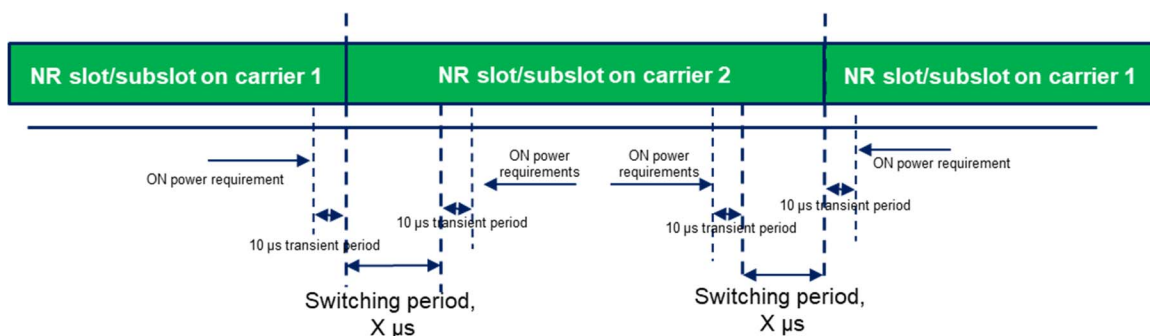 NR slot/subslot on carrier 1
NR slot/subslot on carrier 2
NR slot/subslot on carrier 1
ON power requirement
ON power
requirements
ON power
requirements
ON power requirement
10 µs transient period
10 µs transient period
10 µs transient period
10 µs transient period
Switching period,
X µs
Switching period,
X µs